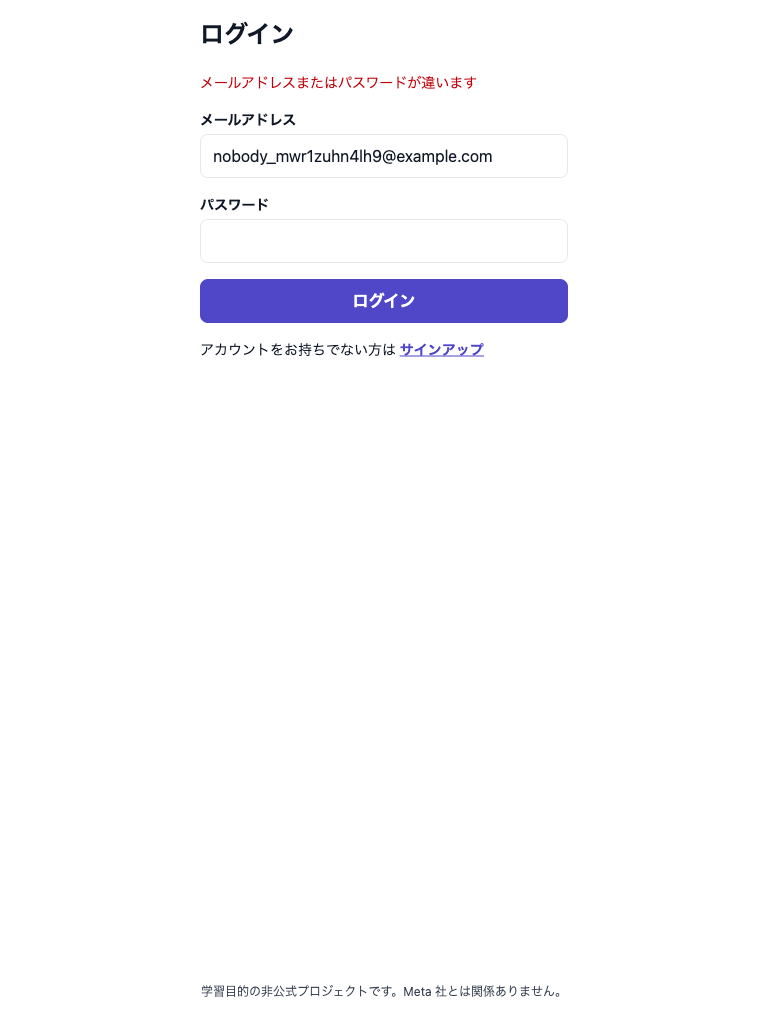 ログイン
メールアドレスまたはパスワードが違います
メールアドレス
nobody_mwr1zuhn4lh9@example.com
パスワード
ログイン
アカウントをお持ちでない方は サインアップ
学習目的の非公式プロジェクトです。Meta 社とは関係ありません。